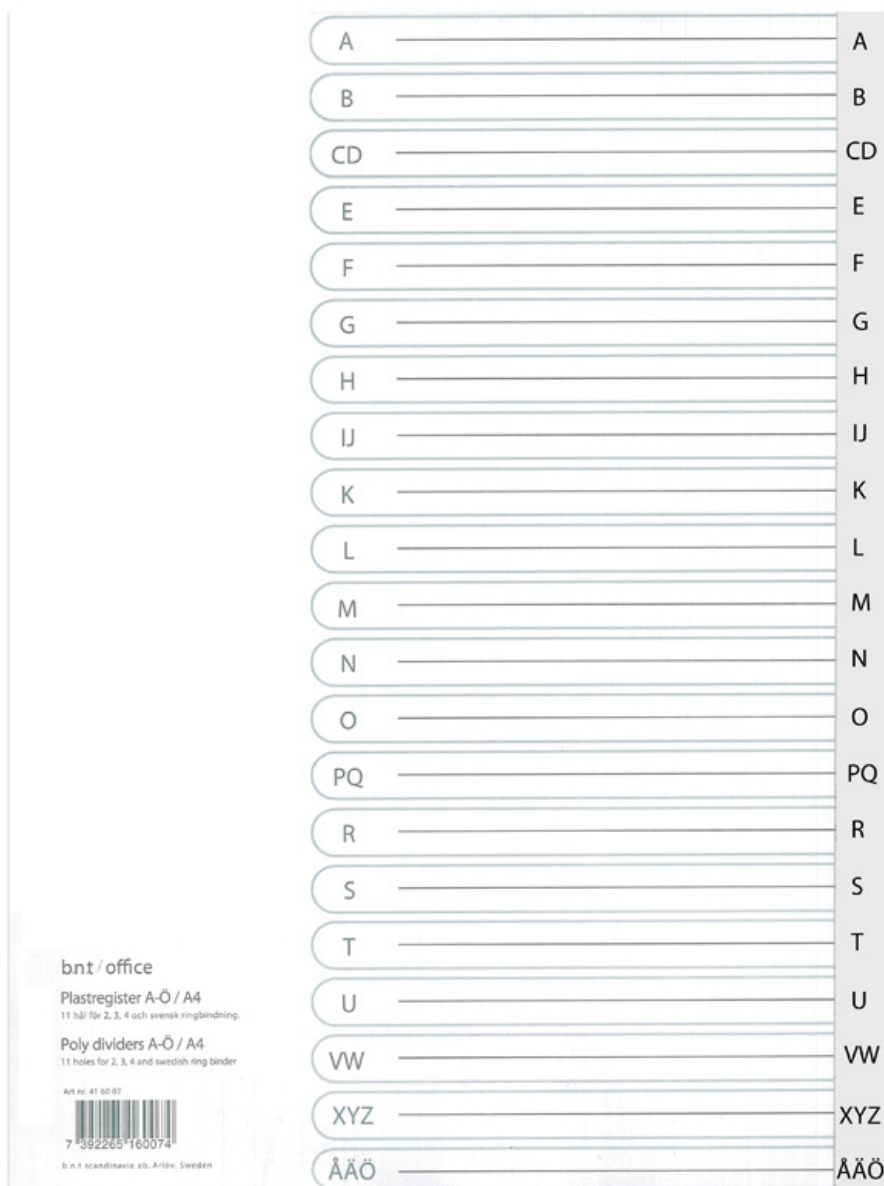 A A
B B
CD CD
E E
F F
G G
H H
IJ IJ
K K
L L
M M
N N
O O
PQ PQ
R R
S S
T T
U U
VW VW
XYZ XYZ
ÅÄÖ ÅÄÖ
b.n.t / office
Plastregister A-Ö / A4
11 hål för 2, 3, 4 och svensk ringbindning.
Poly dividers A-Ö / A4
11 holes for 2, 3, 4 and swedish ring binder
Art nr. 41 60 07
7 392265 160074
b.n.t scandinavia ab, Arlöv, Sweden